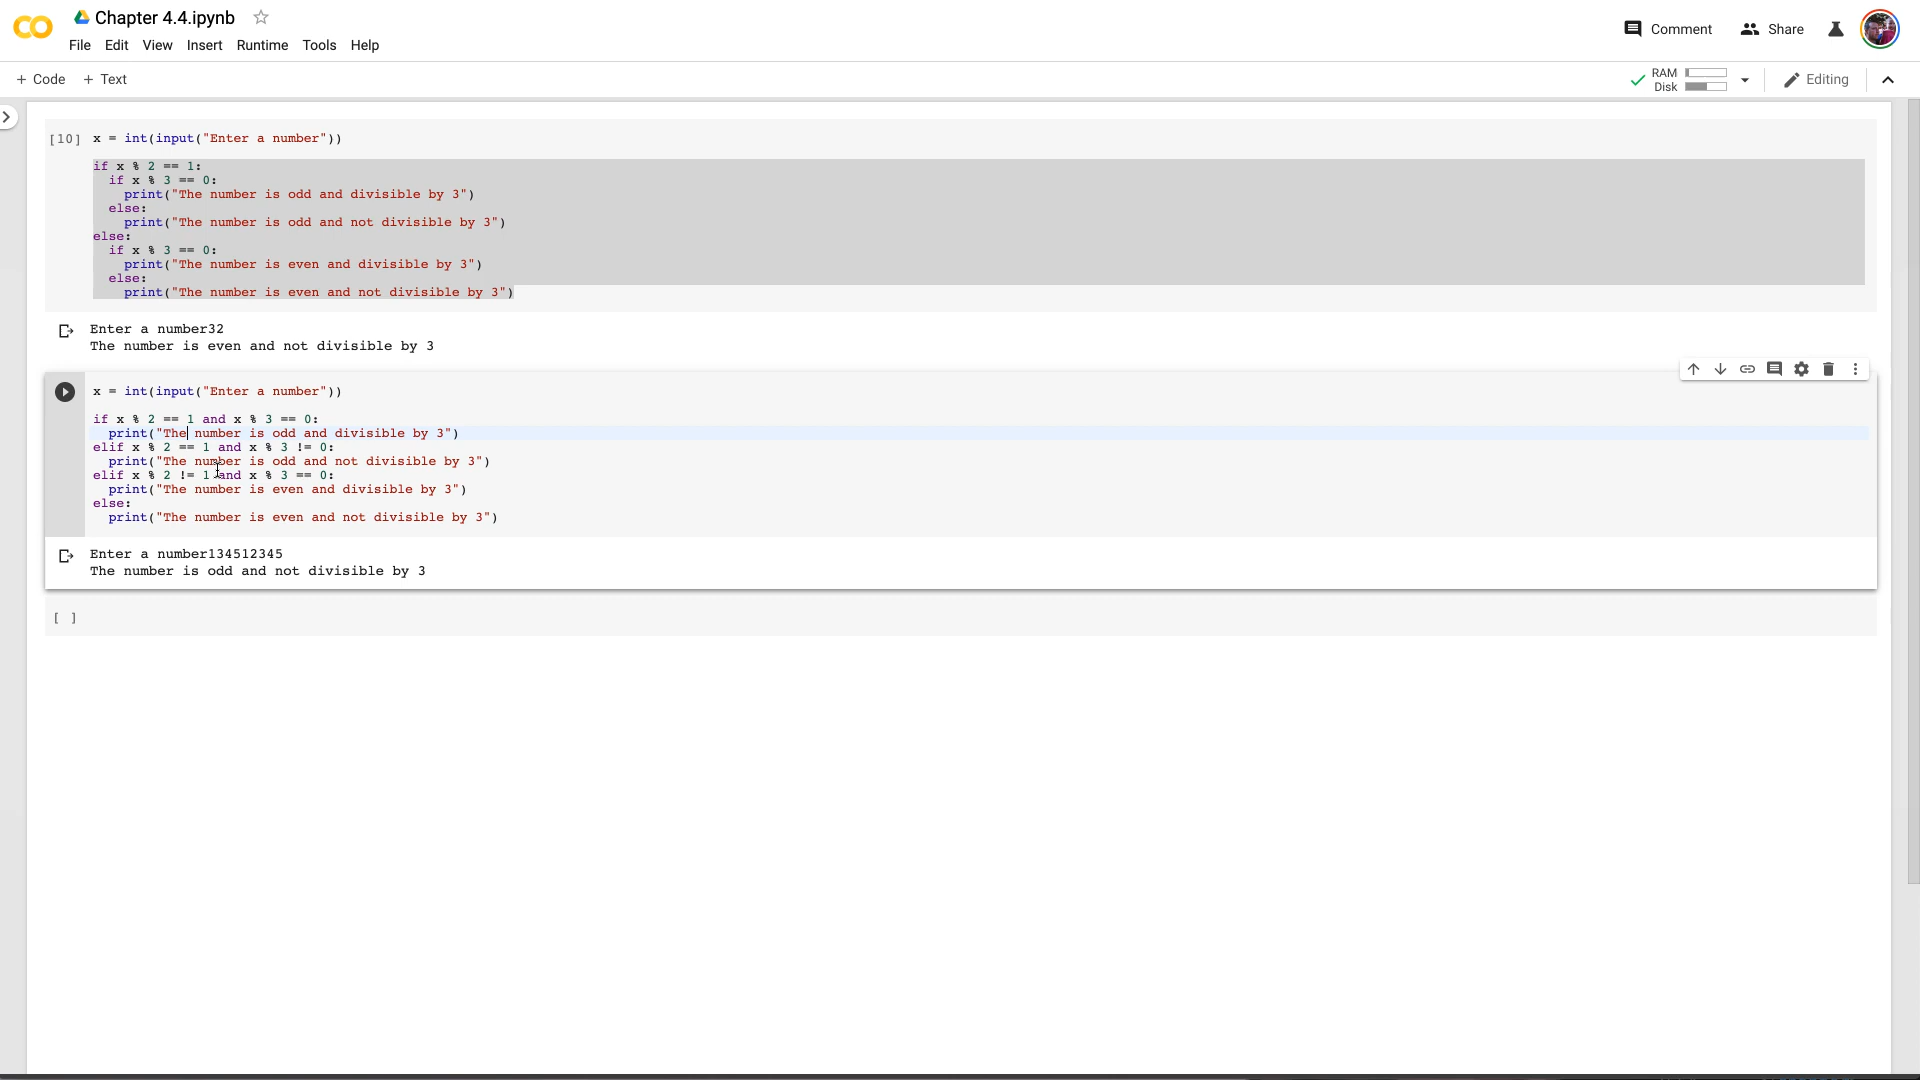 CO
Chapter 4.4.ipynb
File Edit View Insert Runtime Tools Help
Comment Share
+ Code + Text
RAM
Disk
Editing
[10] x = int(input("Enter a number"))
if x % 2 == 1:
  if x % 3 == 0:
    print("The number is odd and divisible by 3")
  else:
    print("The number is odd and not divisible by 3")
else:
  if x % 3 == 0:
    print("The number is even and divisible by 3")
  else:
    print("The number is even and not divisible by 3")
Enter a number32
The number is even and not divisible by 3
x = int(input("Enter a number"))
if x % 2 == 1 and x % 3 == 0:
  print("The number is odd and divisible by 3")
elif x % 2 == 1 and x % 3 != 0:
  print("The number is odd and not divisible by 3")
elif x % 2 != 1 and x % 3 == 0:
  print("The number is even and divisible by 3")
else:
  print("The number is even and not divisible by 3")
Enter a number134512345
The number is odd and not divisible by 3
[ ]